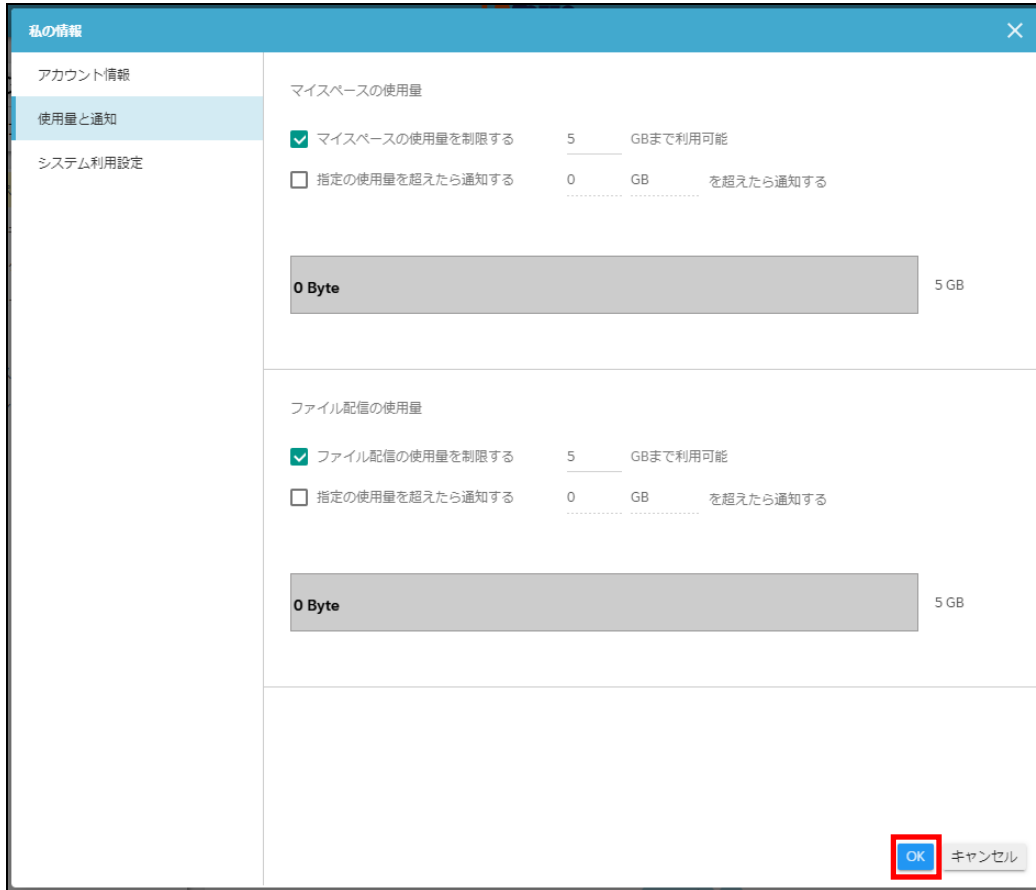 私の情報
アカウント情報
使用量と通知
システム利用設定
マイスペースの使用量
マイスペースの使用量を制限する 5 GBまで利用可能
指定の使用量を超えたら通知する 0 GB を超えたら通知する
0 Byte 5 GB
ファイル配信の使用量
ファイル配信の使用量を制限する 5 GBまで利用可能
指定の使用量を超えたら通知する 0 GB を超えたら通知する
0 Byte 5 GB
OK キャンセル